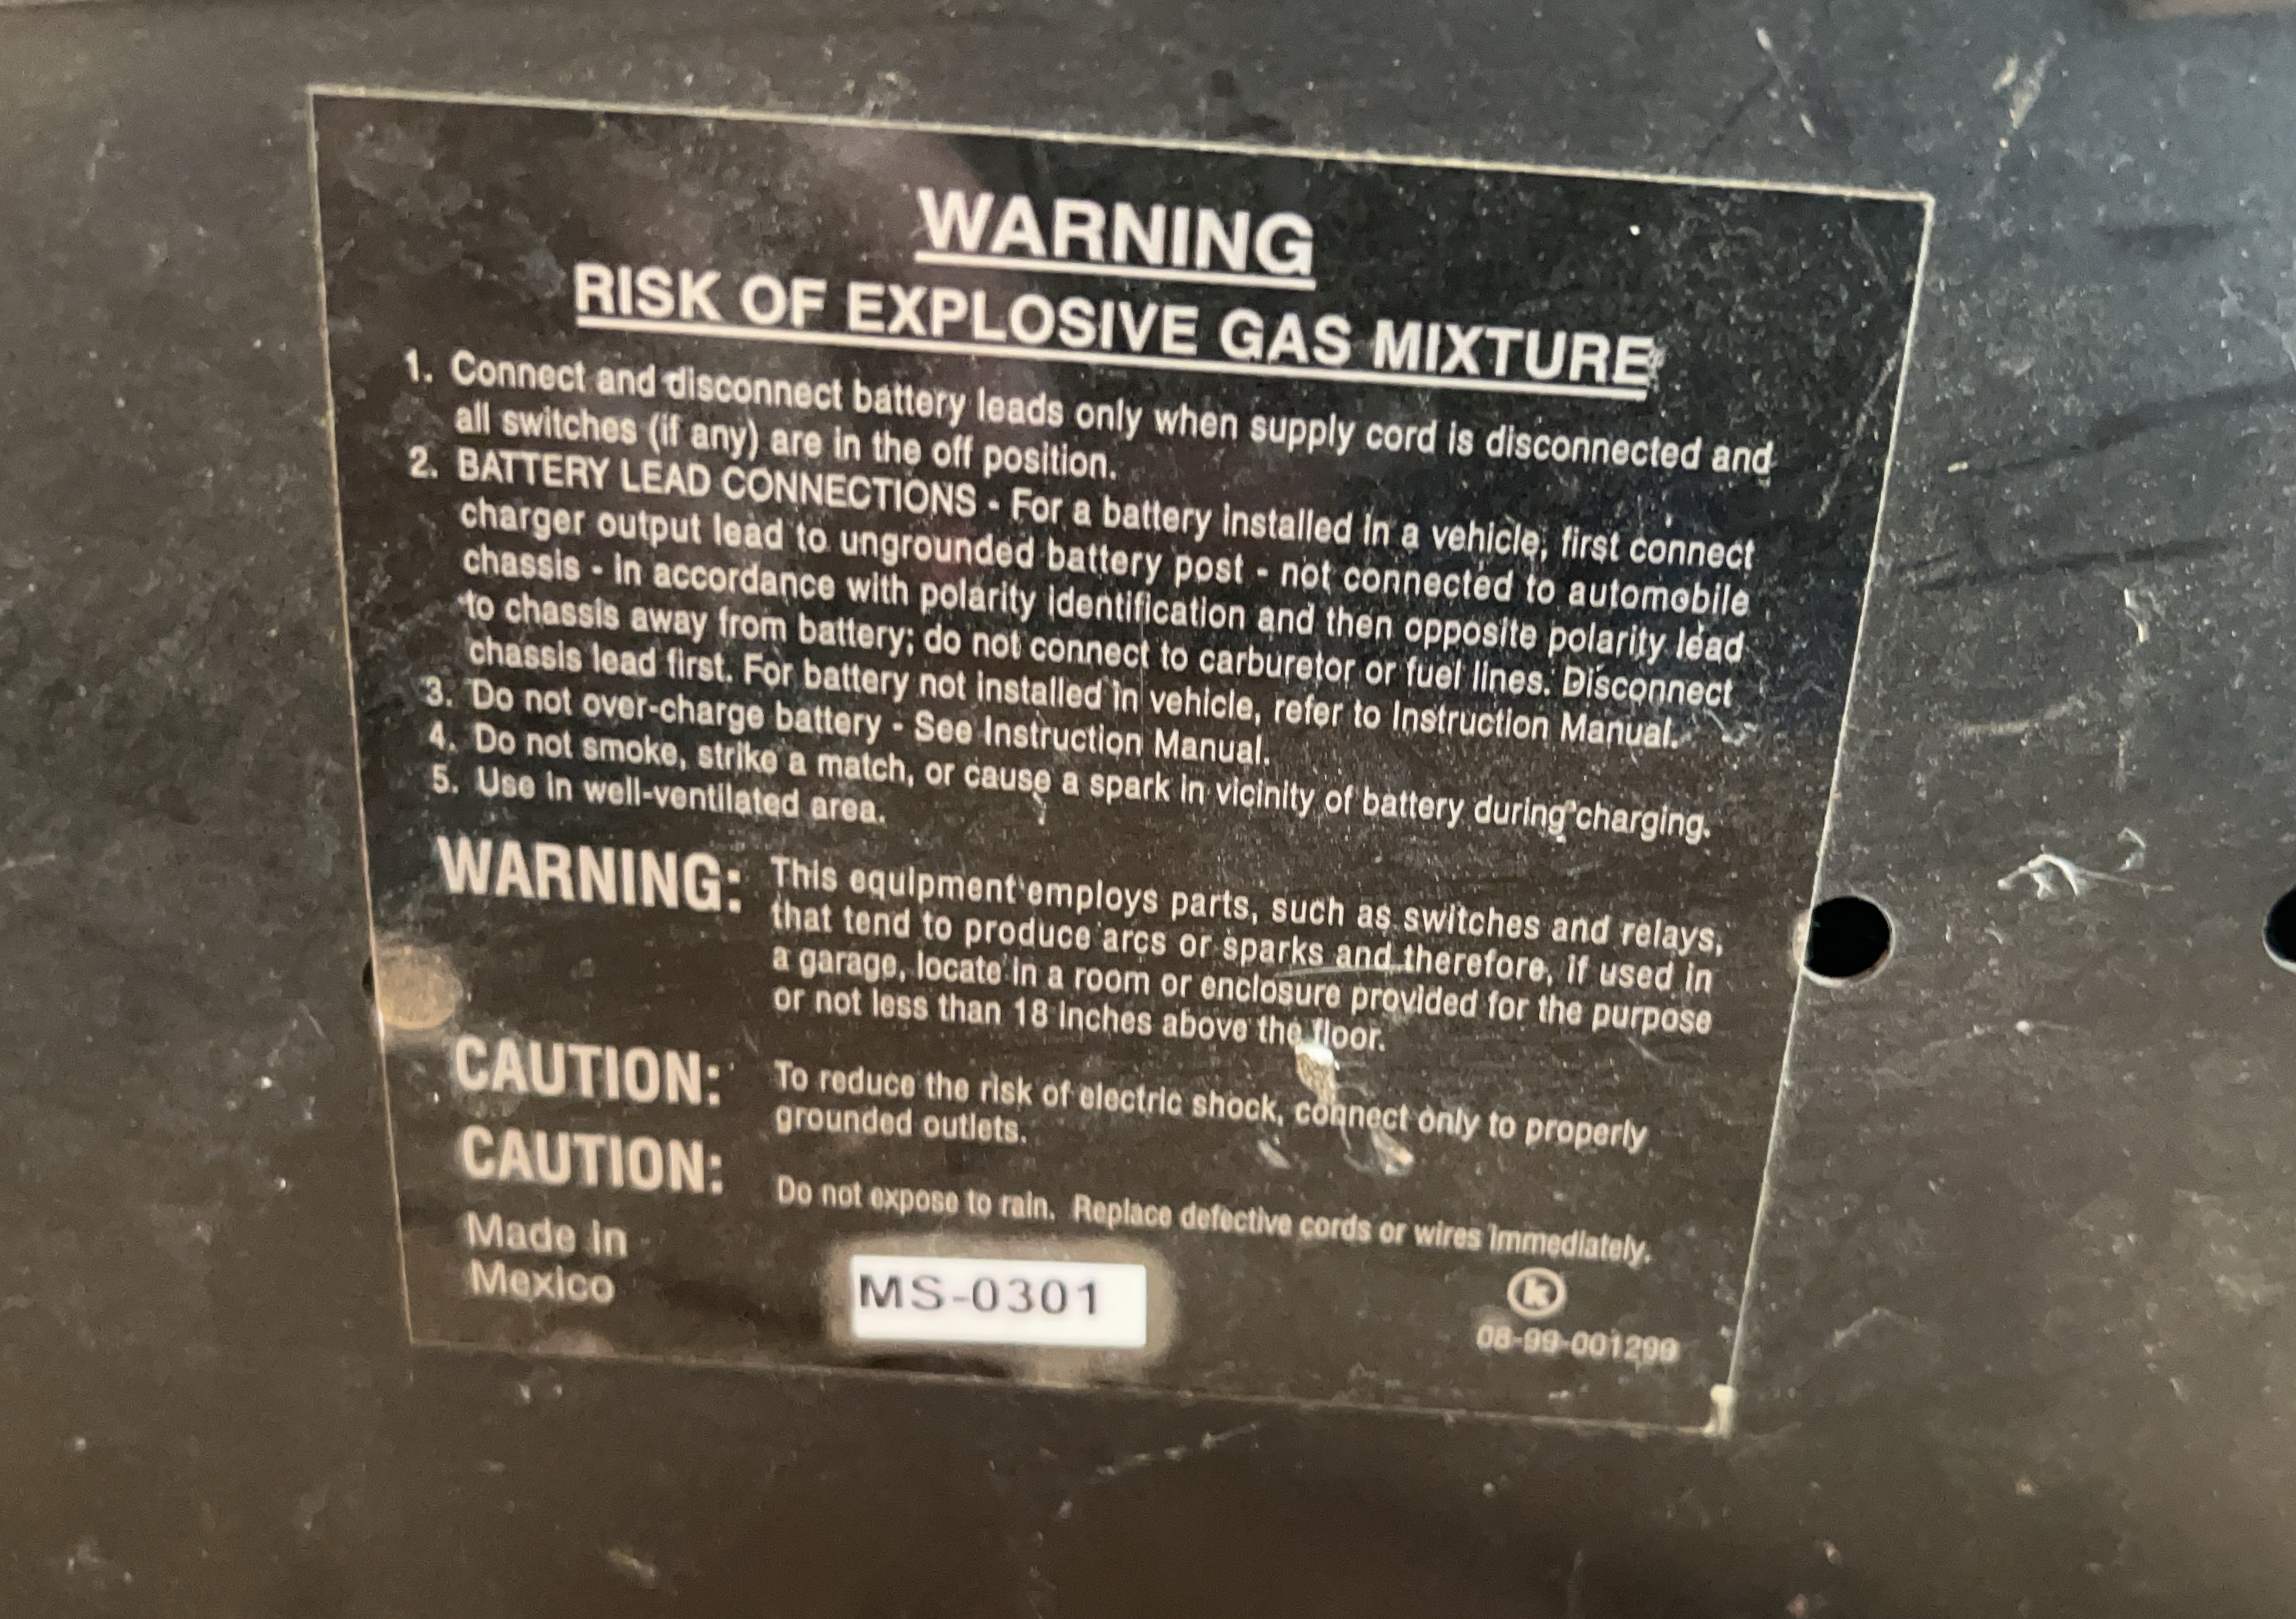 WARNING
RISK OF EXPLOSIVE GAS MIXTURE
1. Connect and disconnect battery leads only when supply cord is disconnected and
all switches (if any) are in the off position.
2. BATTERY LEAD CONNECTIONS - For a battery installed in a vehicle, first connect
charger output lead to ungrounded battery post - not connected to automobile
chassis - in accordance with polarity identification and then opposite polarity lead
to chassis away from battery; do not connect to carburetor or fuel lines. Disconnect
chassis lead first. For battery not installed in vehicle, refer to Instruction Manual.
3. Do not over-charge battery - See Instruction Manual.
4. Do not smoke, strike a match, or cause a spark in vicinity of battery during charging.
5. Use in well-ventilated area.
WARNING: This equipment employs parts, such as switches and relays,
that tend to produce arcs or sparks and therefore, if used in
a garage, locate in a room or enclosure provided for the purpose
or not less than 18 inches above the floor.
CAUTION: To reduce the risk of electric shock, connect only to properly
grounded outlets.
CAUTION: Do not expose to rain. Replace defective cords or wires immediately.
Made in
Mexico
MS-0301
k
08-99-001299